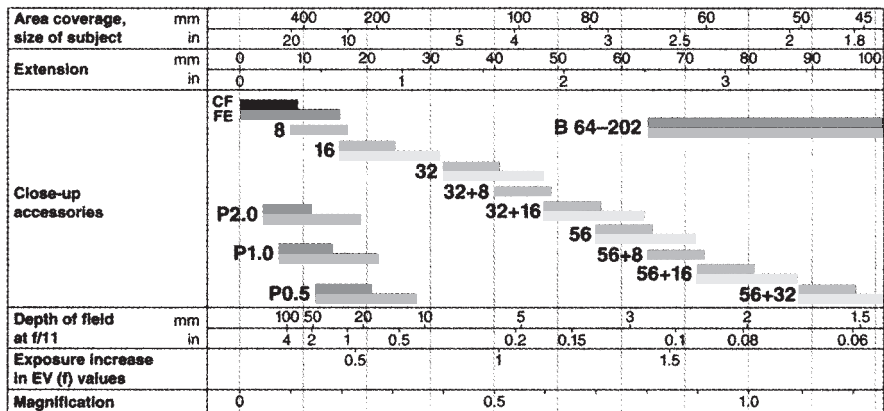 Area coverage, mm 400 200 100 80 60 50 45
size of subject in 20 10 5 4 3 2.5 2 1.8
Extension mm 0 10 20 30 40 50 60 70 80 90 100
in 0 1 2 3
CF
FE
B 64–202
8
16
32
Close-up
accessories
32+8
P2.0
32+16
56
P1.0
56+8
56+16
P0.5
56+32
Depth of field mm 100 50 20 10 5 3 2 1.5
at f/11 in 4 2 1 0.5 0.2 0.15 0.1 0.08 0.06
Exposure increase 0.5 1 1.5
in EV (f) values
Magnification 0 0.5 1.0